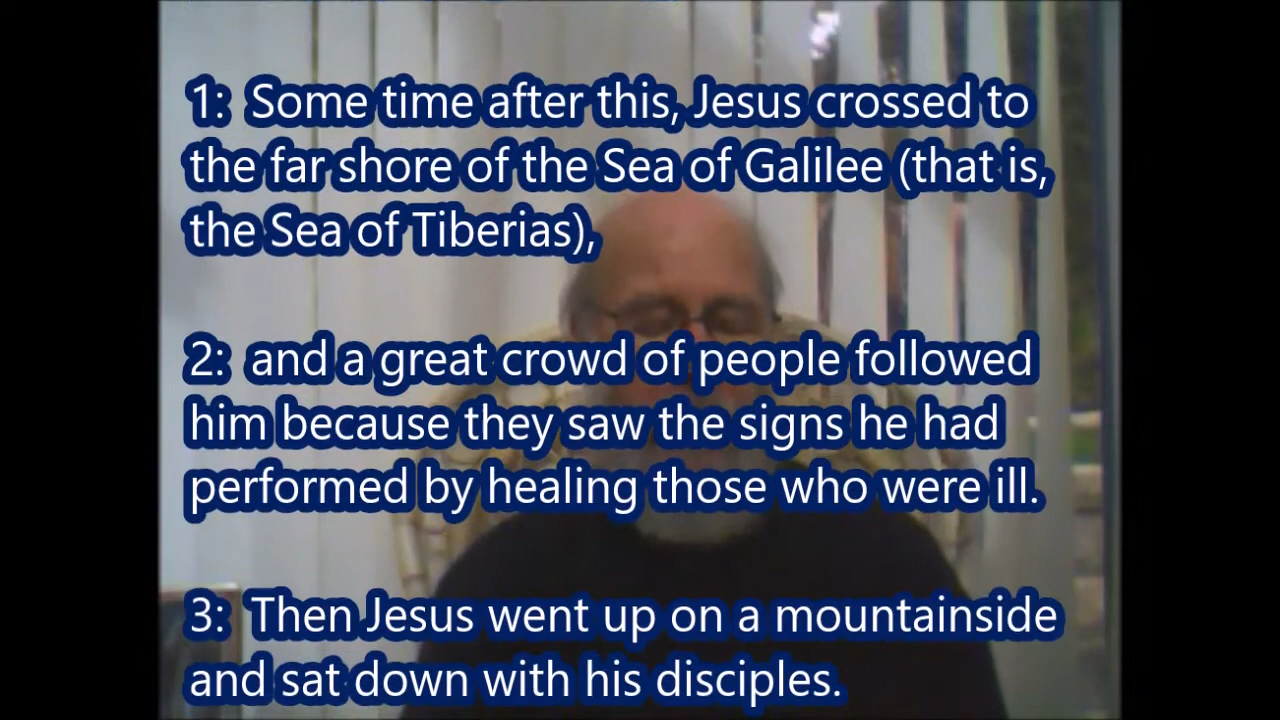 1:  Some time after this, Jesus crossed to
the far shore of the Sea of Galilee (that is,
the Sea of Tiberias),
2:  and a great crowd of people followed
him because they saw the signs he had
performed by healing those who were ill.
3:  Then Jesus went up on a mountainside
and sat down with his disciples.